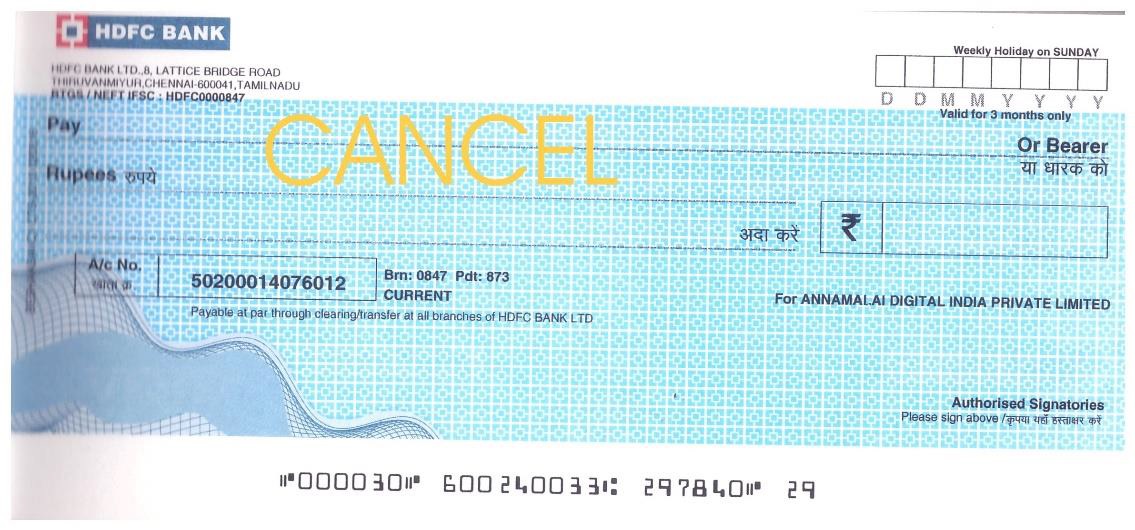 HDFC BANK
HDFC BANK LTD.,8, LATTICE BRIDGE ROAD
THIRUVANMIYUR,CHENNAI-600041,TAMILNADU
RTGS / NEFT IFSC : HDFC0000847
Weekly Holiday on SUNDAY
D D M M Y Y Y Y
Valid for 3 months only
Pay
CANCEL
Or Bearer
या धारक को
Rupees रुपये
अदा करें
₹
A/c No.
खाता क्र
50200014076012
Brn: 0847 Pdt: 873
CURRENT
For ANNAMALAI DIGITAL INDIA PRIVATE LIMITED
Payable at par through clearing/transfer at all branches of HDFC BANK LTD
Authorised Signatories
Please sign above /कृपया यहाँ हस्ताक्षर करें
⑈000030⑈ 600240033⑆ 297840⑈ 29